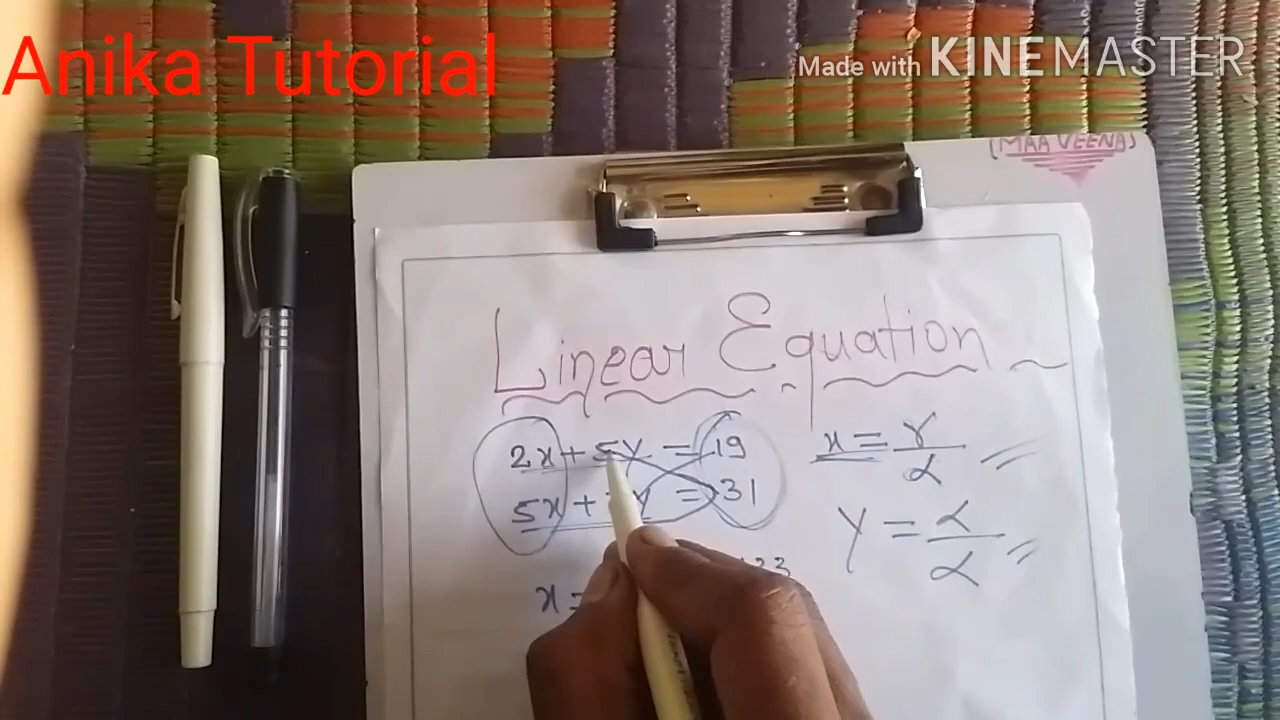 Anika Tutorial
Made with KINEMASTER
(MAA VEENA)
Linear Equation
2x + 5y = 19
5x + y = 31
x = γ/α
y = α/α
x =